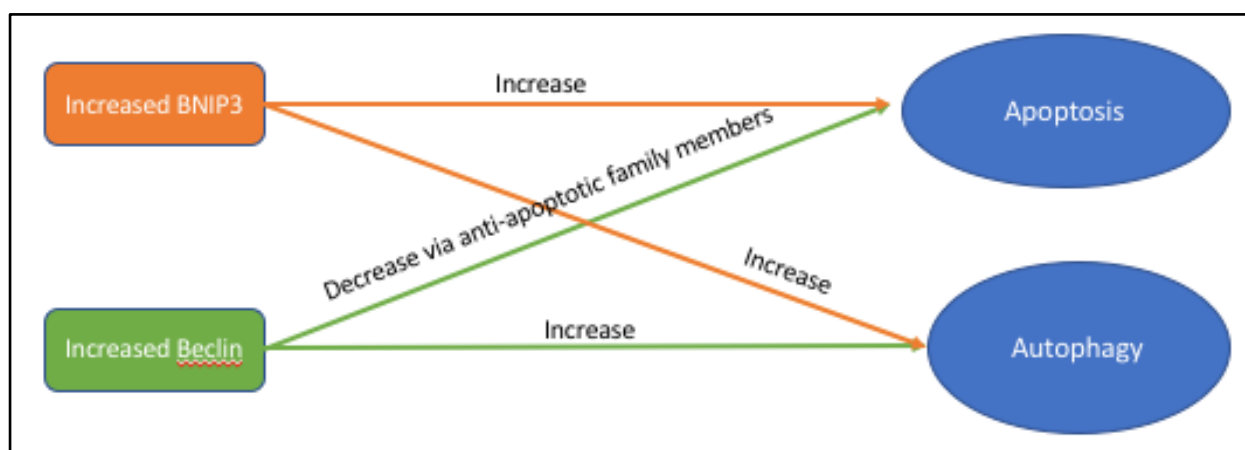 Increased BNIP3
Increase
Apoptosis
Decrease via anti-apoptotic family members
Increase
Increased Beclin
Increase
Autophagy